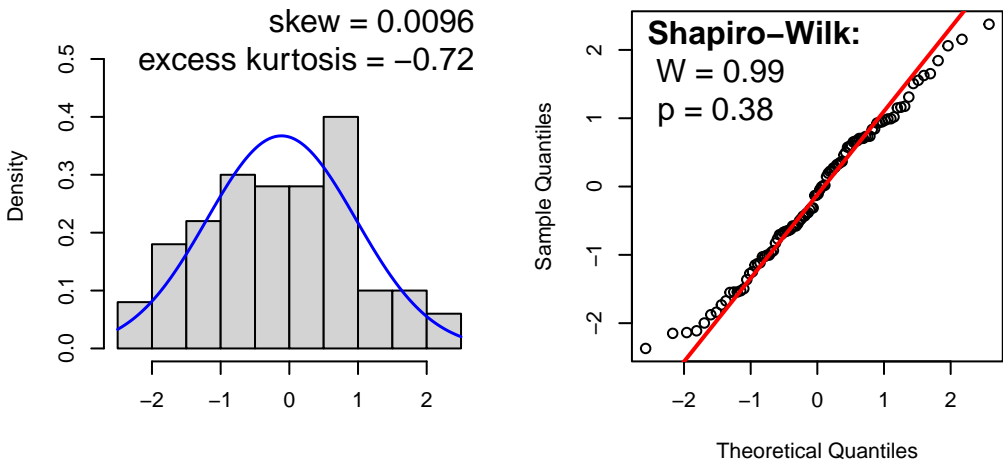 skew = 0.0096
excess kurtosis = −0.72
Density
0.0
0.1
0.2
0.3
0.4
0.5
−2
−1
0
1
2
Shapiro−Wilk:
W = 0.99
p = 0.38
Sample Quantiles
−2
−1
0
1
2
−2
−1
0
1
2
Theoretical Quantiles